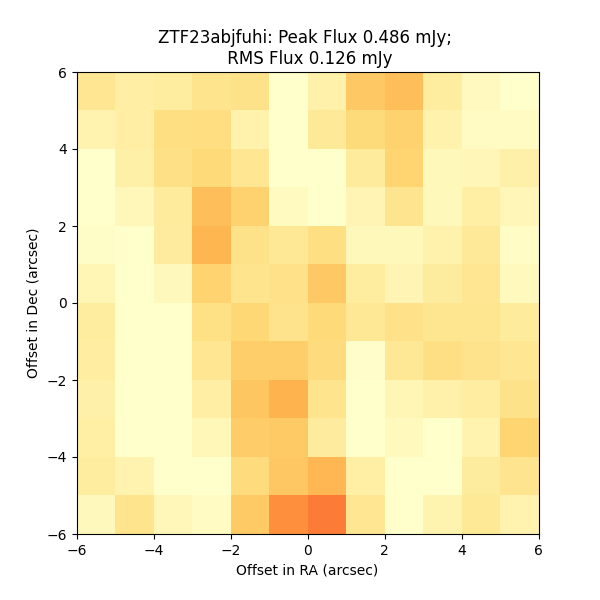 ZTF23abjfuhi: Peak Flux 0.486 mJy;
RMS Flux 0.126 mJy
6
4
2
0
−2
−4
−6
Offset in Dec (arcsec)
−6 −4 −2 0 2 4 6
Offset in RA (arcsec)